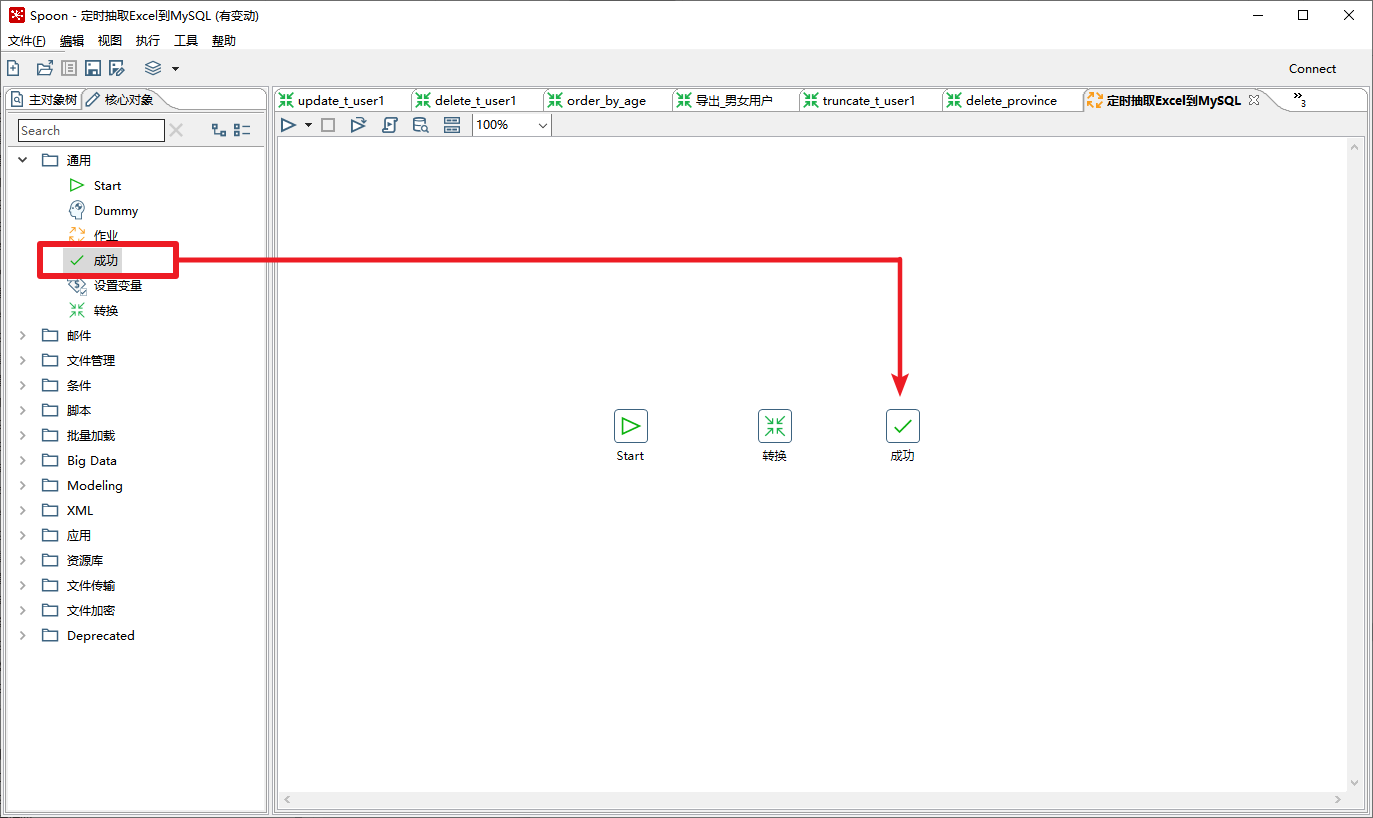 Spoon - 定时抽取Excel到MySQL (有变动)
文件(F) 编辑 视图 执行 工具 帮助
Connect
主对象树 核心对象
update_t_user1 delete_t_user1 order_by_age 导出_男女用户 truncate_t_user1 delete_province 定时抽取Excel到MySQL » 3
Search
100%
通用
Start
Dummy
作业
成功
设置变量
转换
邮件
文件管理
条件
脚本
批量加载
Big Data
Modeling
XML
应用
资源库
文件传输
文件加密
Deprecated
Start 转换 成功